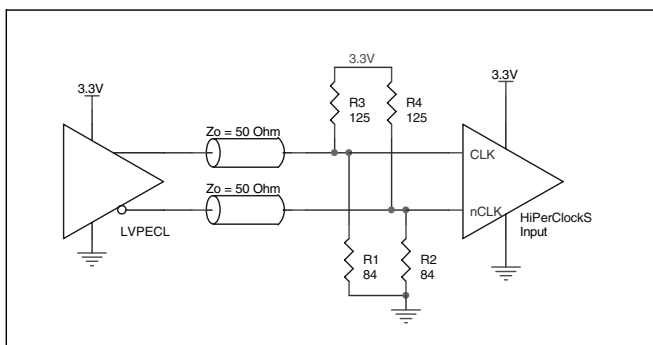 3.3V
3.3V
3.3V
R3
125
R4
125
Zo = 50 Ohm
CLK
Zo = 50 Ohm
nCLK
HiPerClockS
Input
LVPECL
R1
84
R2
84